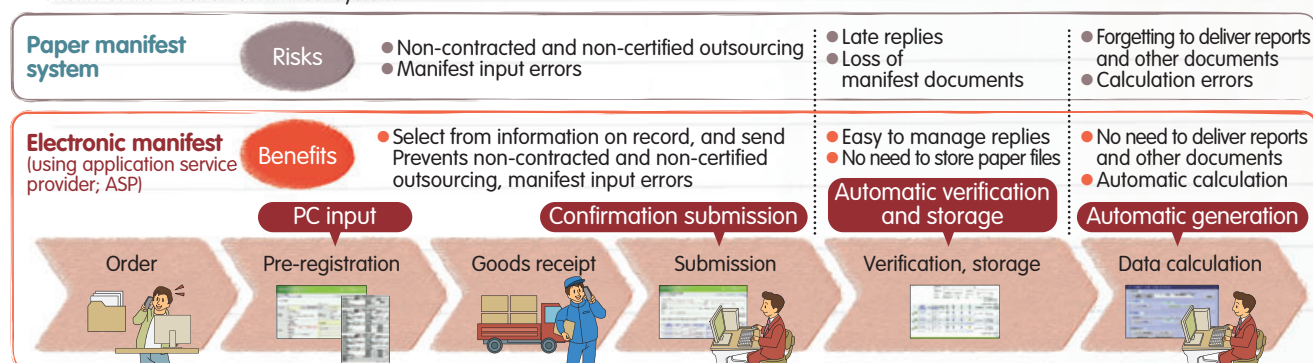 Paper manifest
system
Risks
Non-contracted and non-certified outsourcing
Manifest input errors
Late replies
Loss of
manifest documents
Forgetting to deliver reports
and other documents
Calculation errors
Electronic manifest
(using application service
provider; ASP)
Benefits
Select from information on record, and send
Prevents non-contracted and non-certified
outsourcing, manifest input errors
Easy to manage replies
No need to store paper files
No need to deliver reports
and other documents
Automatic calculation
PC input
Confirmation submission
Automatic verification
and storage
Automatic generation
Order
Pre-registration
Goods receipt
Submission
Verification, storage
Data calculation